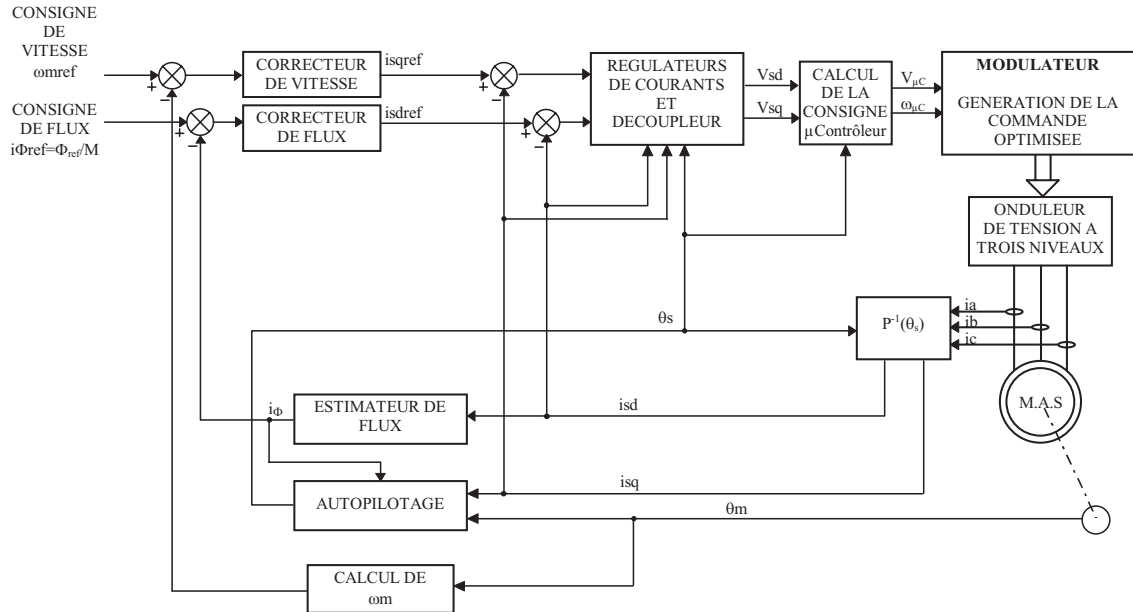 CONSIGNE
DE
VITESSE
ωmref
CONSIGNE
DE FLUX
iΦref=Φref/M
+
−
+
−
CORRECTEUR
DE VITESSE
CORRECTEUR
DE FLUX
isqref
isdref
+
−
+
−
REGULATEURS
DE COURANTS
ET
DECOUPLEUR
Vsd
Vsq
CALCUL
DE LA
CONSIGNE
µContrôleur
VµC
ωµC
MODULATEUR
GENERATION DE LA
COMMANDE
OPTIMISEE
ONDULEUR
DE TENSION A
TROIS NIVEAUX
θs
P⁻¹(θs)
ia
ib
ic
M.A.S
iΦ
ESTIMATEUR DE
FLUX
isd
AUTOPILOTAGE
isq
θm
CALCUL DE
ωm